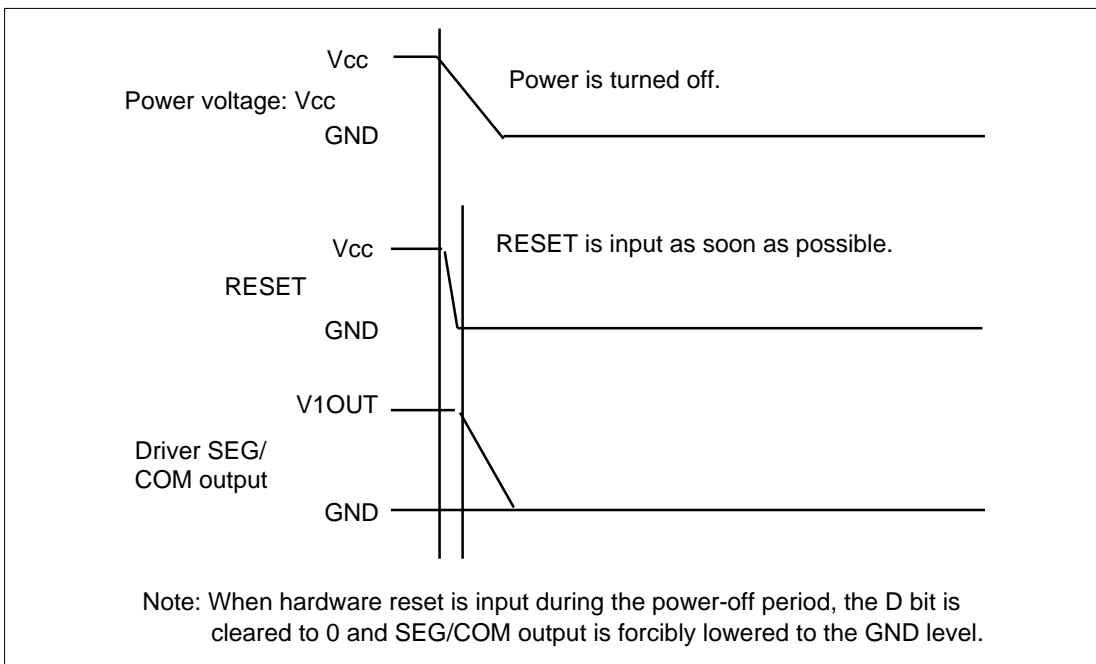 Vcc
Power is turned off.
Power voltage: Vcc
GND
Vcc
RESET is input as soon as possible.
RESET
GND
V1OUT
Driver SEG/
COM output
GND
Note: When hardware reset is input during the power-off period, the D bit is
cleared to 0 and SEG/COM output is forcibly lowered to the GND level.